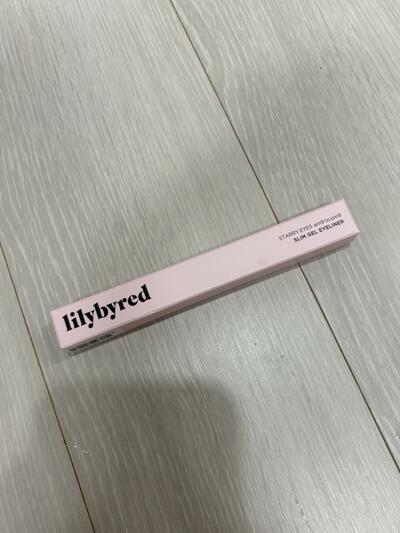 lilybyred
STARRY EYES am9 to pm9
SLIM GEL EYELINER